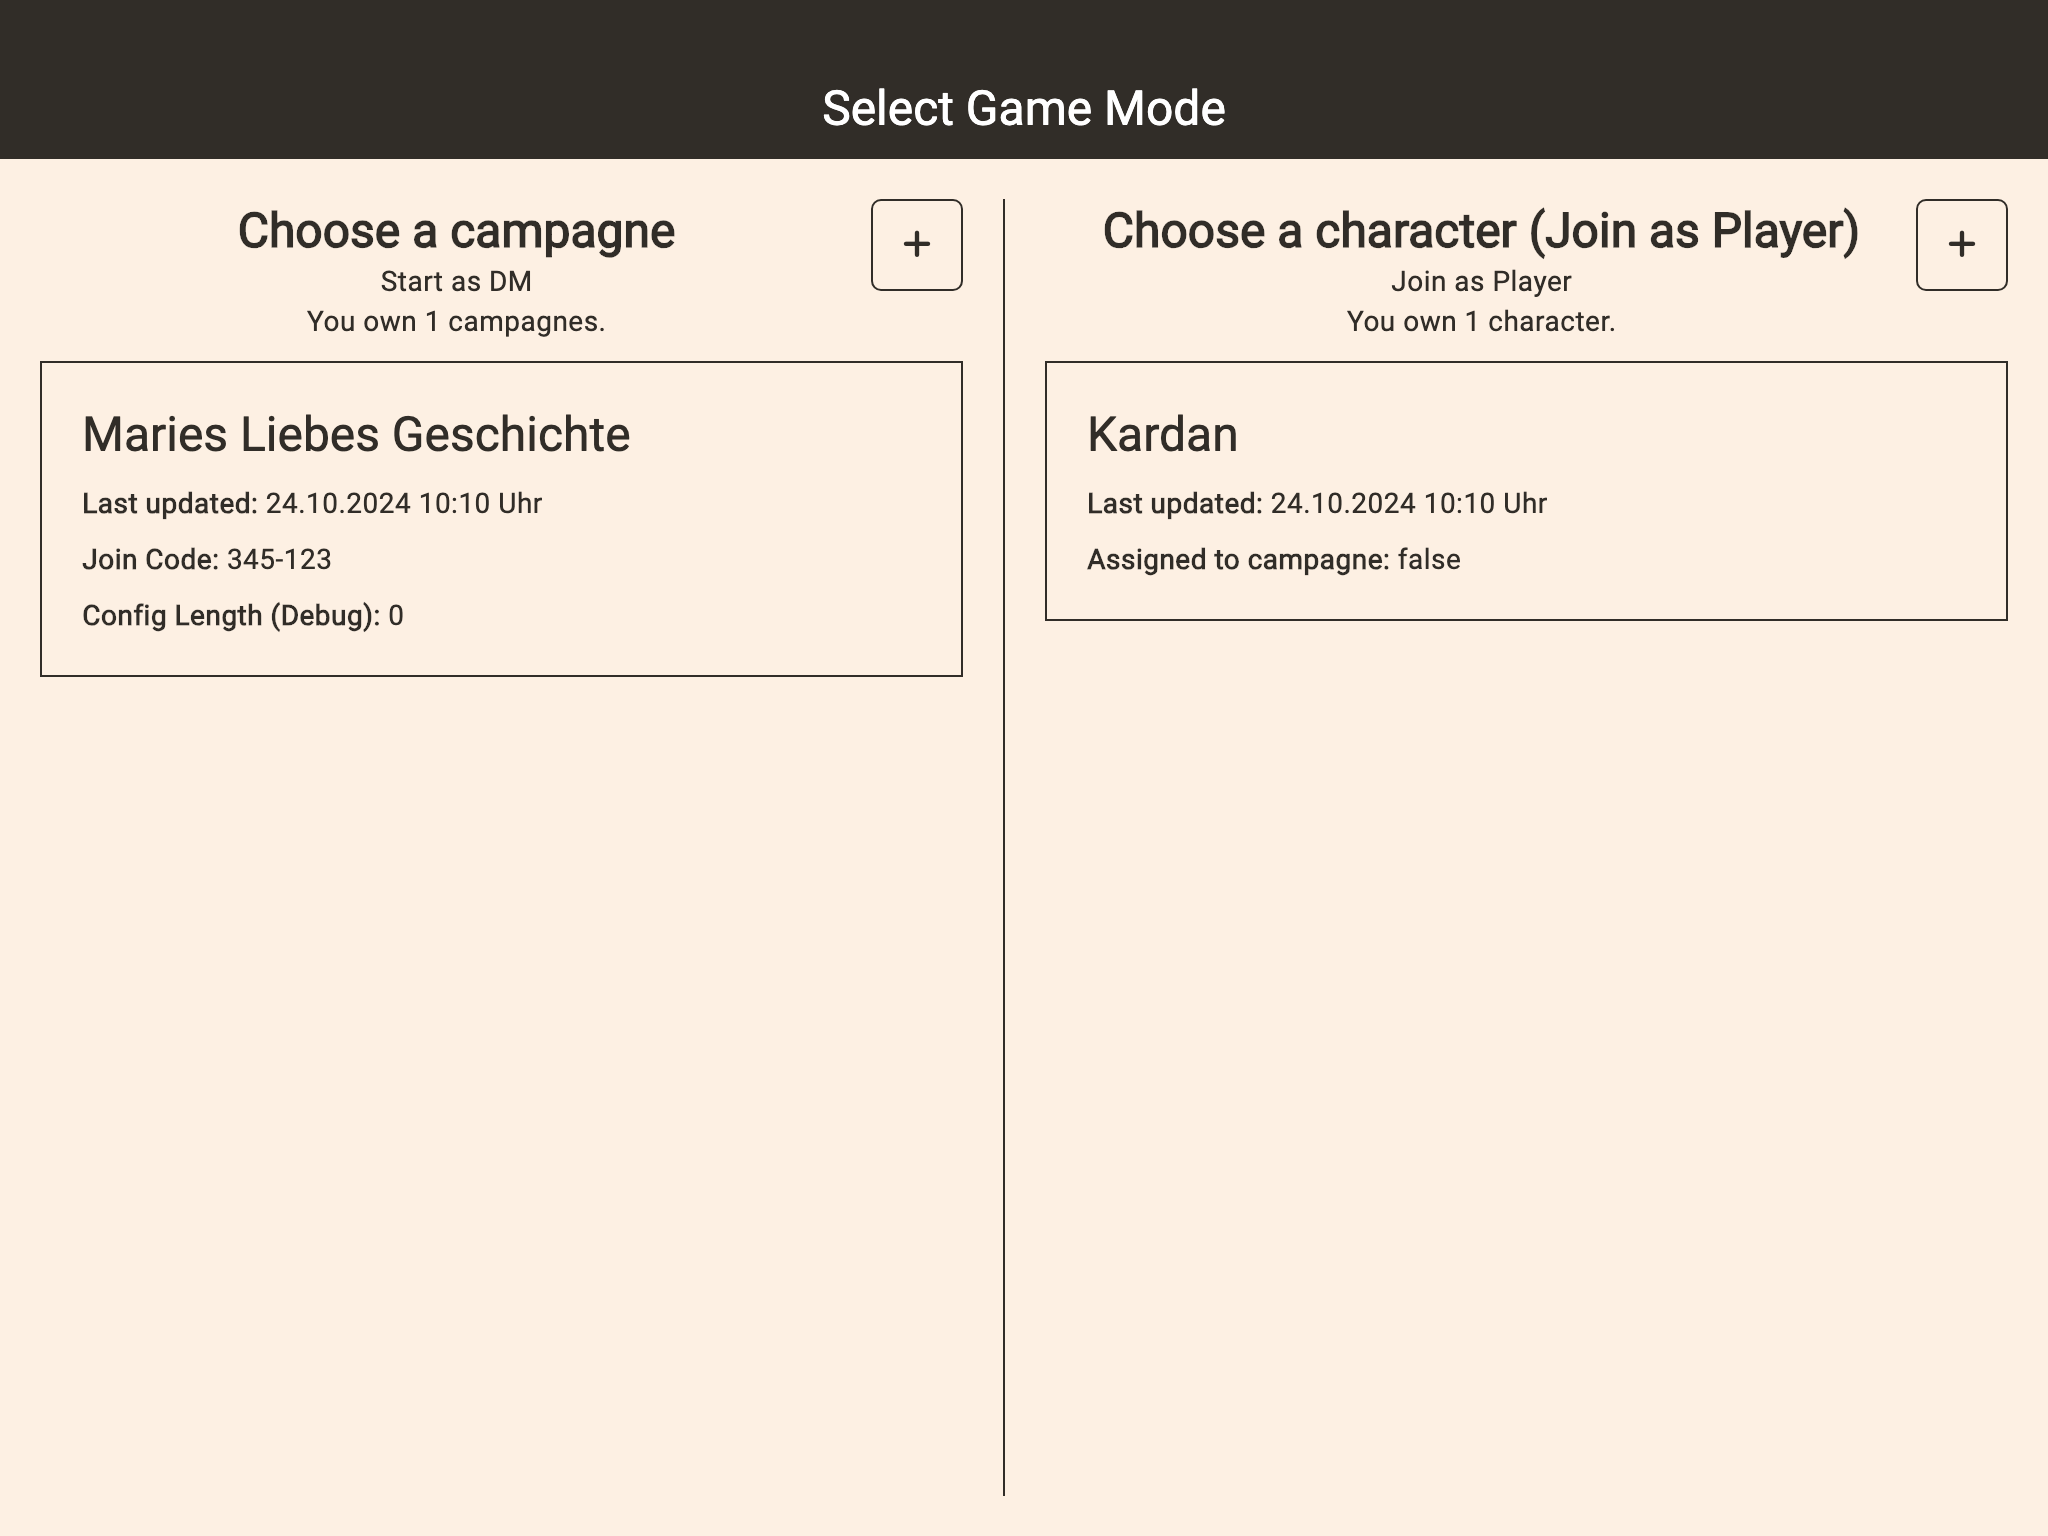 Select Game Mode
Choose a campagne
Start as DM
You own 1 campagnes.
+
Maries Liebes Geschichte
Last updated: 24.10.2024 10:10 Uhr
Join Code: 345-123
Config Length (Debug): 0
Choose a character (Join as Player)
Join as Player
You own 1 character.
+
Kardan
Last updated: 24.10.2024 10:10 Uhr
Assigned to campagne: false